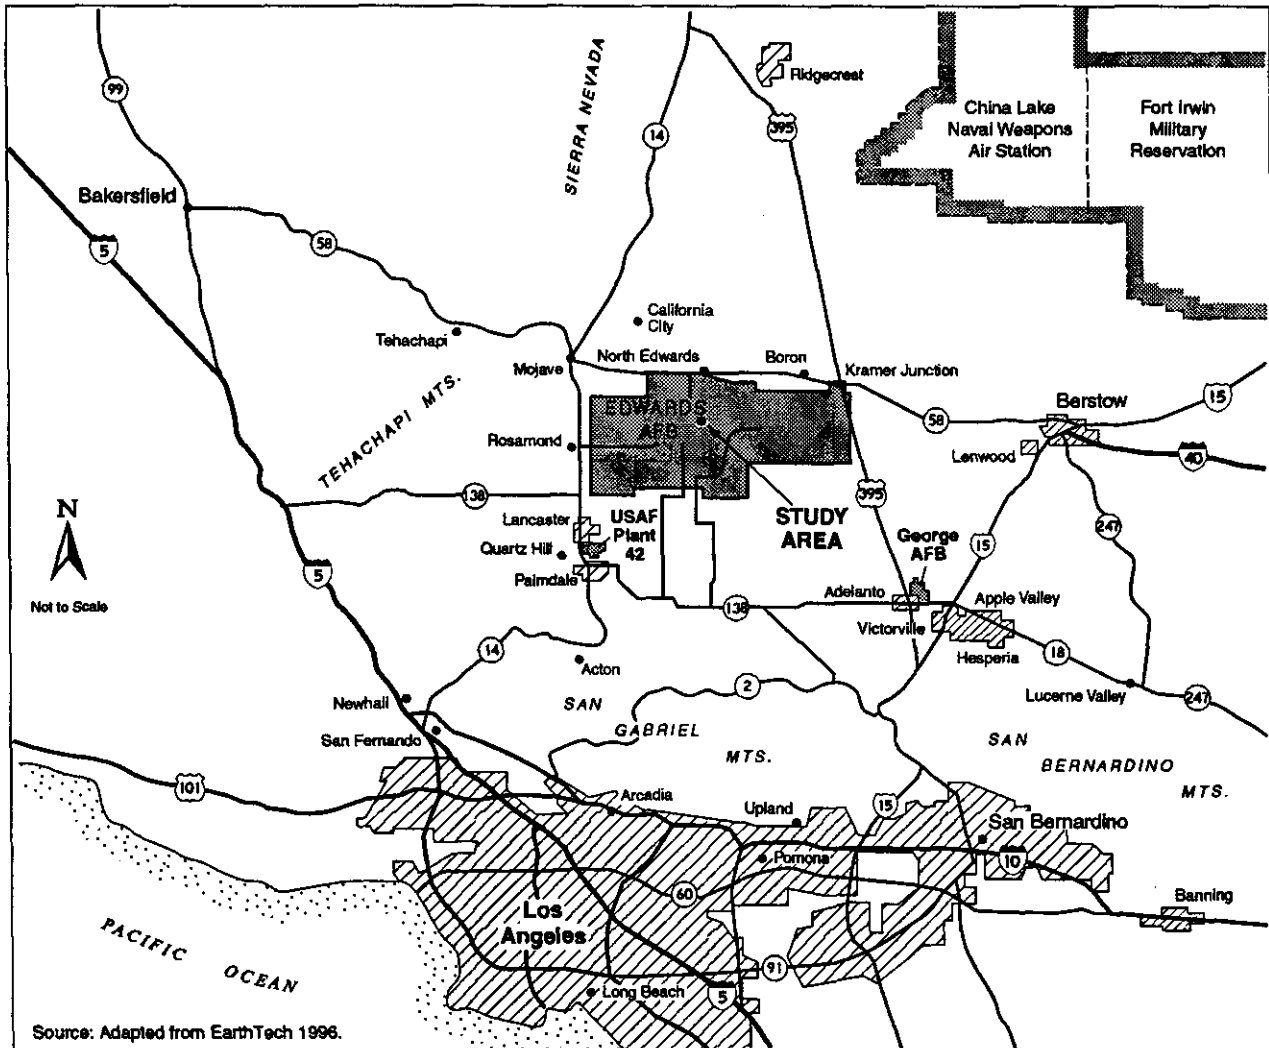 99
SIERRA NEVADA
Ridgecrest
14
395
China Lake
Naval Weapons
Air Station
Fort Irwin
Military
Reservation
Bakersfield
5
58
California
City
Tehachapi
Mojave
North Edwards
Boron
Kramer Junction
15
TEHACHAPI MTS.
EDWARDS
AFB
Berstow
58
Rosamond
Lenwood
40
138
395
N
Lancaster
USAF
Plant
42
STUDY
AREA
George
AFB
15
247
Quartz Hill
5
Palmdale
Not to Scale
Adelanto
138
Apple Valley
Victorville
14
Hesperia
18
Acton
2
Lucerne Valley
247
Newhall
SAN
GABRIEL
MTS.
San Fernando
SAN
BERNARDINO
MTS.
101
Arcadia
Upland
15
San Bernardino
Pomona
10
60
Banning
Los
Angeles
PACIFIC
OCEAN
91
Long Beach
5
Source: Adapted from EarthTech 1996.